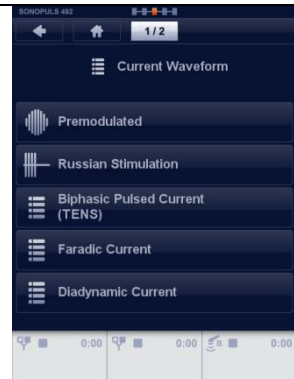 SONOPULS 492
1/2
Current Waveform
Premodulated
Russian Stimulation
Biphasic Pulsed Current
(TENS)
Faradic Current
Diadynamic Current
0:00 0:00 B 0:00